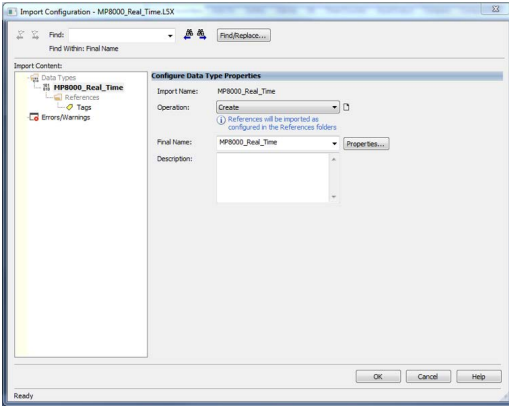 Import Configuration - MP8000_Real_Time.L5X
Find:
Find/Replace...
Find Within: Final Name
Import Content:
Data Types
MP8000_Real_Time
References
Tags
Errors/Warnings
Configure Data Type Properties
Import Name: MP8000_Real_Time
Operation: Create
References will be imported as
configured in the References folders
Final Name: MP8000_Real_Time Properties...
Description:
OK Cancel Help
Ready